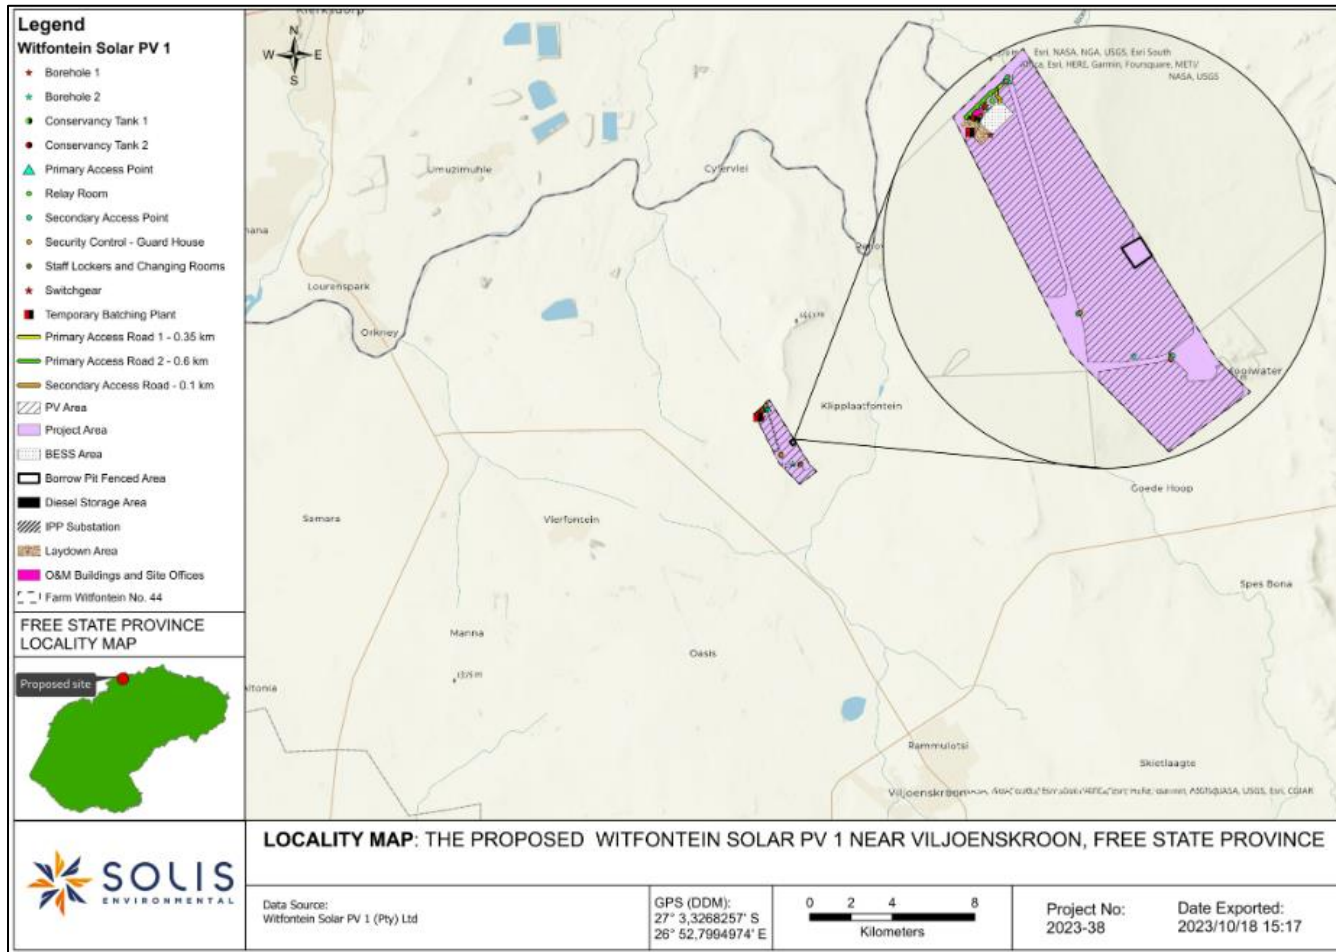 Legend
Witfontein Solar PV 1
Borehole 1
Borehole 2
Conservancy Tank 1
Conservancy Tank 2
Primary Access Point
Relay Room
Secondary Access Point
Security Control - Guard House
Staff Lockers and Changing Rooms
Switchgear
Temporary Batching Plant
Primary Access Road 1 - 0.35 km
Primary Access Road 2 - 0.6 km
Secondary Access Road - 0.1 km
PV Area
Project Area
BESS Area
Borrow Pit Fenced Area
Diesel Storage Area
IPP Substation
Laydown Area
O&M Buildings and Site Offices
Farm Witfontein No. 44
FREE STATE PROVINCE
LOCALITY MAP
Proposed site
SOLIS
ENVIRONMENTAL
N
W E
S
Esri, NASA, NGA, USGS, Esri South
Esri, HERE, Garmin, Foursquare, METI/
NASA, USGS
Umuzimuhle
Cyfervlei
Lourenspark
Orkney
Klipplaatfontein
Goede Hoop
Samara
Vierfontein
Spes Bona
Manna
Oasis
1375 m
Rammulotsi
Skietlaagte
Viljoenskroon
USGS, Esri, CGIAR
LOCALITY MAP: THE PROPOSED WITFONTEIN SOLAR PV 1 NEAR VILJOENSKROON, FREE STATE PROVINCE
Data Source:
Witfontein Solar PV 1 (Pty) Ltd
GPS (DDM):
27° 3,3268257' S
26° 52,7994974' E
0 2 4 8
Kilometers
Project No:
2023-38
Date Exported:
2023/10/18 15:17